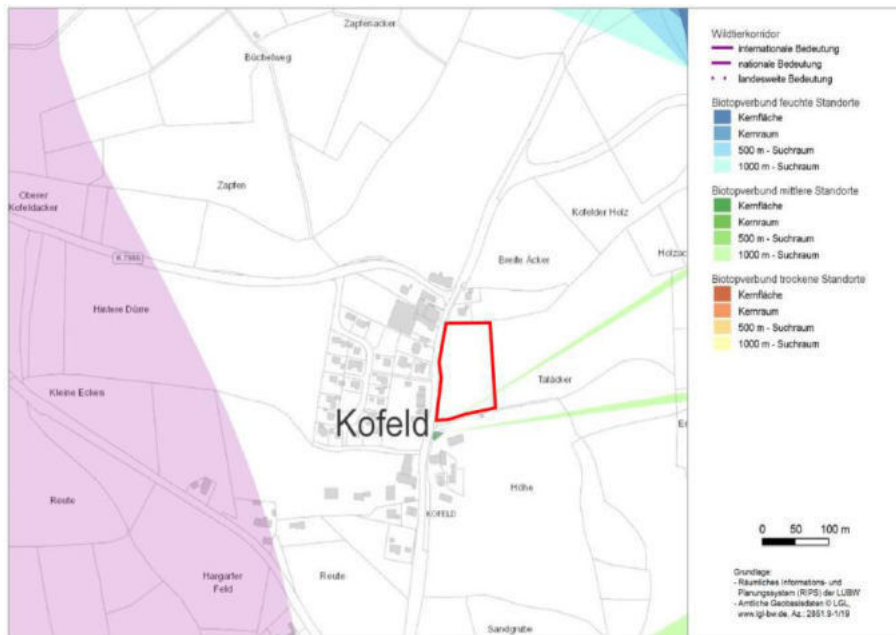 Zapfenacker
Büchelweg
Zapfen
Oberer
Kofeldacker
K 7966
Kofelder Holz
Breite Äcker
Hintere Dürre
Kleine Eckeis
Taläcker
Kofeld
Reute
Höhe
KOFELD
Hargarter
Feld
Reute
Sandgrube
Wildtierkorridor
internationale Bedeutung
nationale Bedeutung
landesweite Bedeutung
Biotopverbund feuchte Standorte
Kernfläche
Kernraum
500 m - Suchraum
1000 m - Suchraum
Biotopverbund mittlere Standorte
Kernfläche
Kernraum
500 m - Suchraum
1000 m - Suchraum
Biotopverbund trockene Standorte
Kernfläche
Kernraum
500 m - Suchraum
1000 m - Suchraum
0 50 100 m
Grundlage:
- Räumliches Informations- und
Planungssystem (RIPS) der LUBW
- Amtliche Geobasisdaten © LGL,
www.lgl-bw.de, Az.: 2851.9-1/19